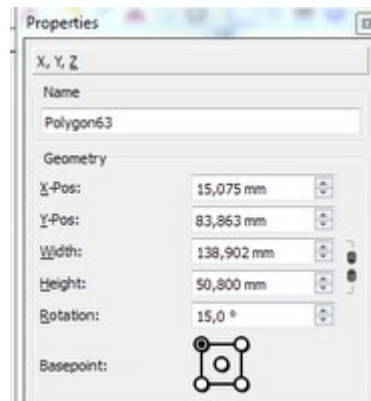 Properties
X, Y, Z
Name
Polygon63
Geometry
X-Pos: 15,075 mm
Y-Pos: 83,863 mm
Width: 138,902 mm
Height: 50,800 mm
Rotation: 15,0 °
Basepoint: